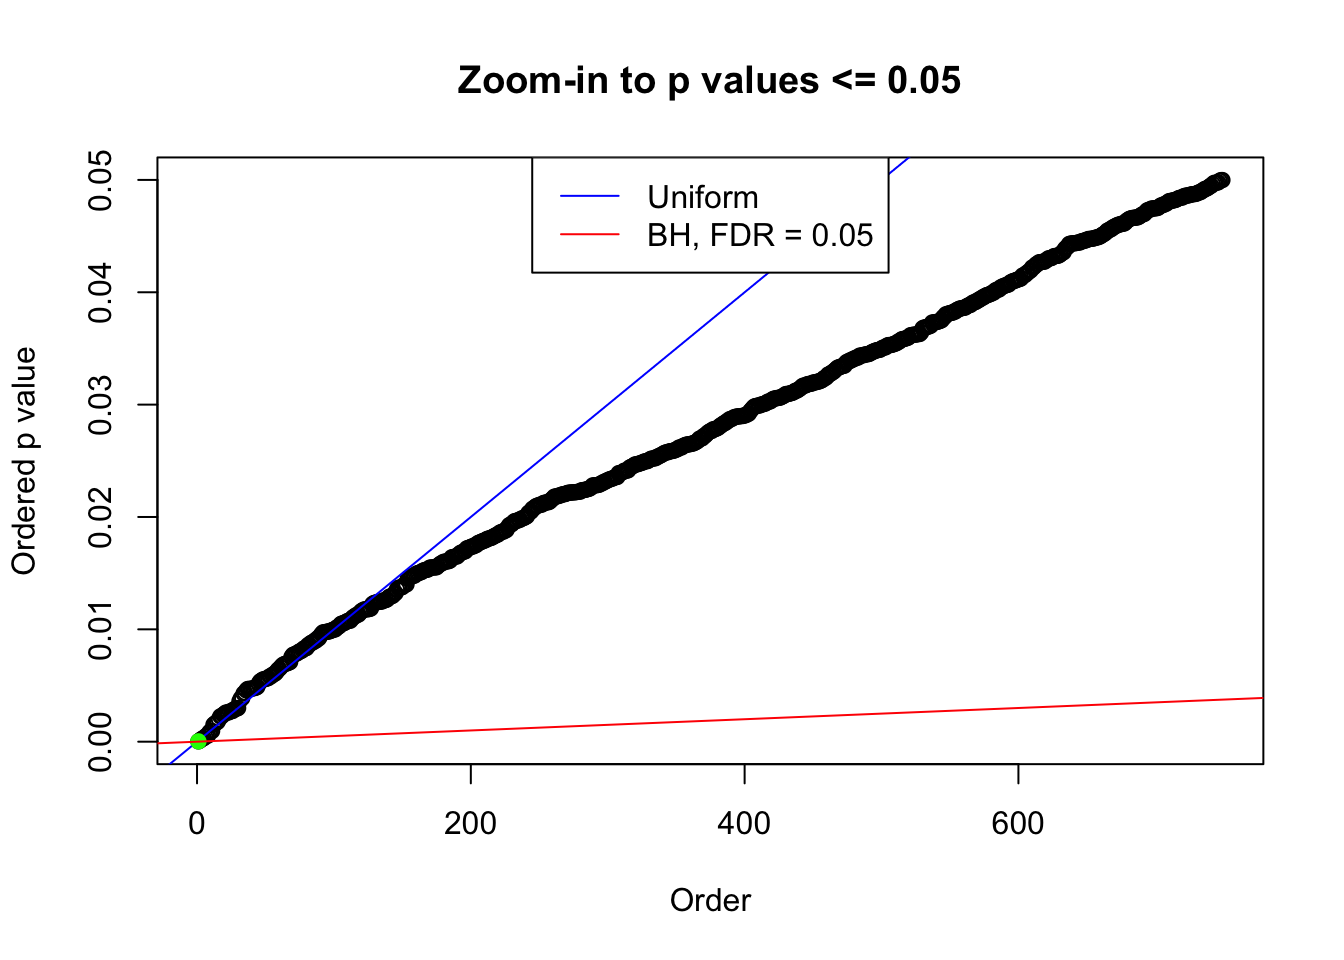 Zoom-in to p values <= 0.05
Uniform
BH, FDR = 0.05
Ordered p value
0.05
0.04
0.03
0.02
0.01
0.00
0 200 400 600
Order